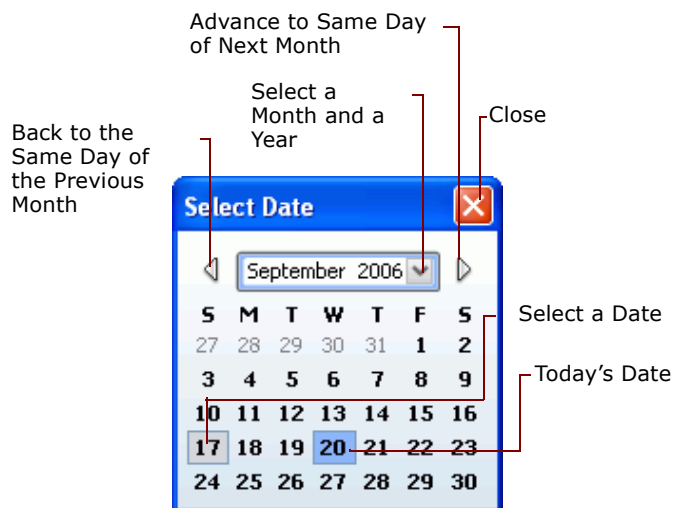 Advance to Same Day
of Next Month
Select a
Month and a
Year
Close
Back to the
Same Day of
the Previous
Month
Select Date
September 2006
S M T W T F S
27 28 29 30 31 1 2
3 4 5 6 7 8 9
10 11 12 13 14 15 16
17 18 19 20 21 22 23
24 25 26 27 28 29 30
Select a Date
Today's Date